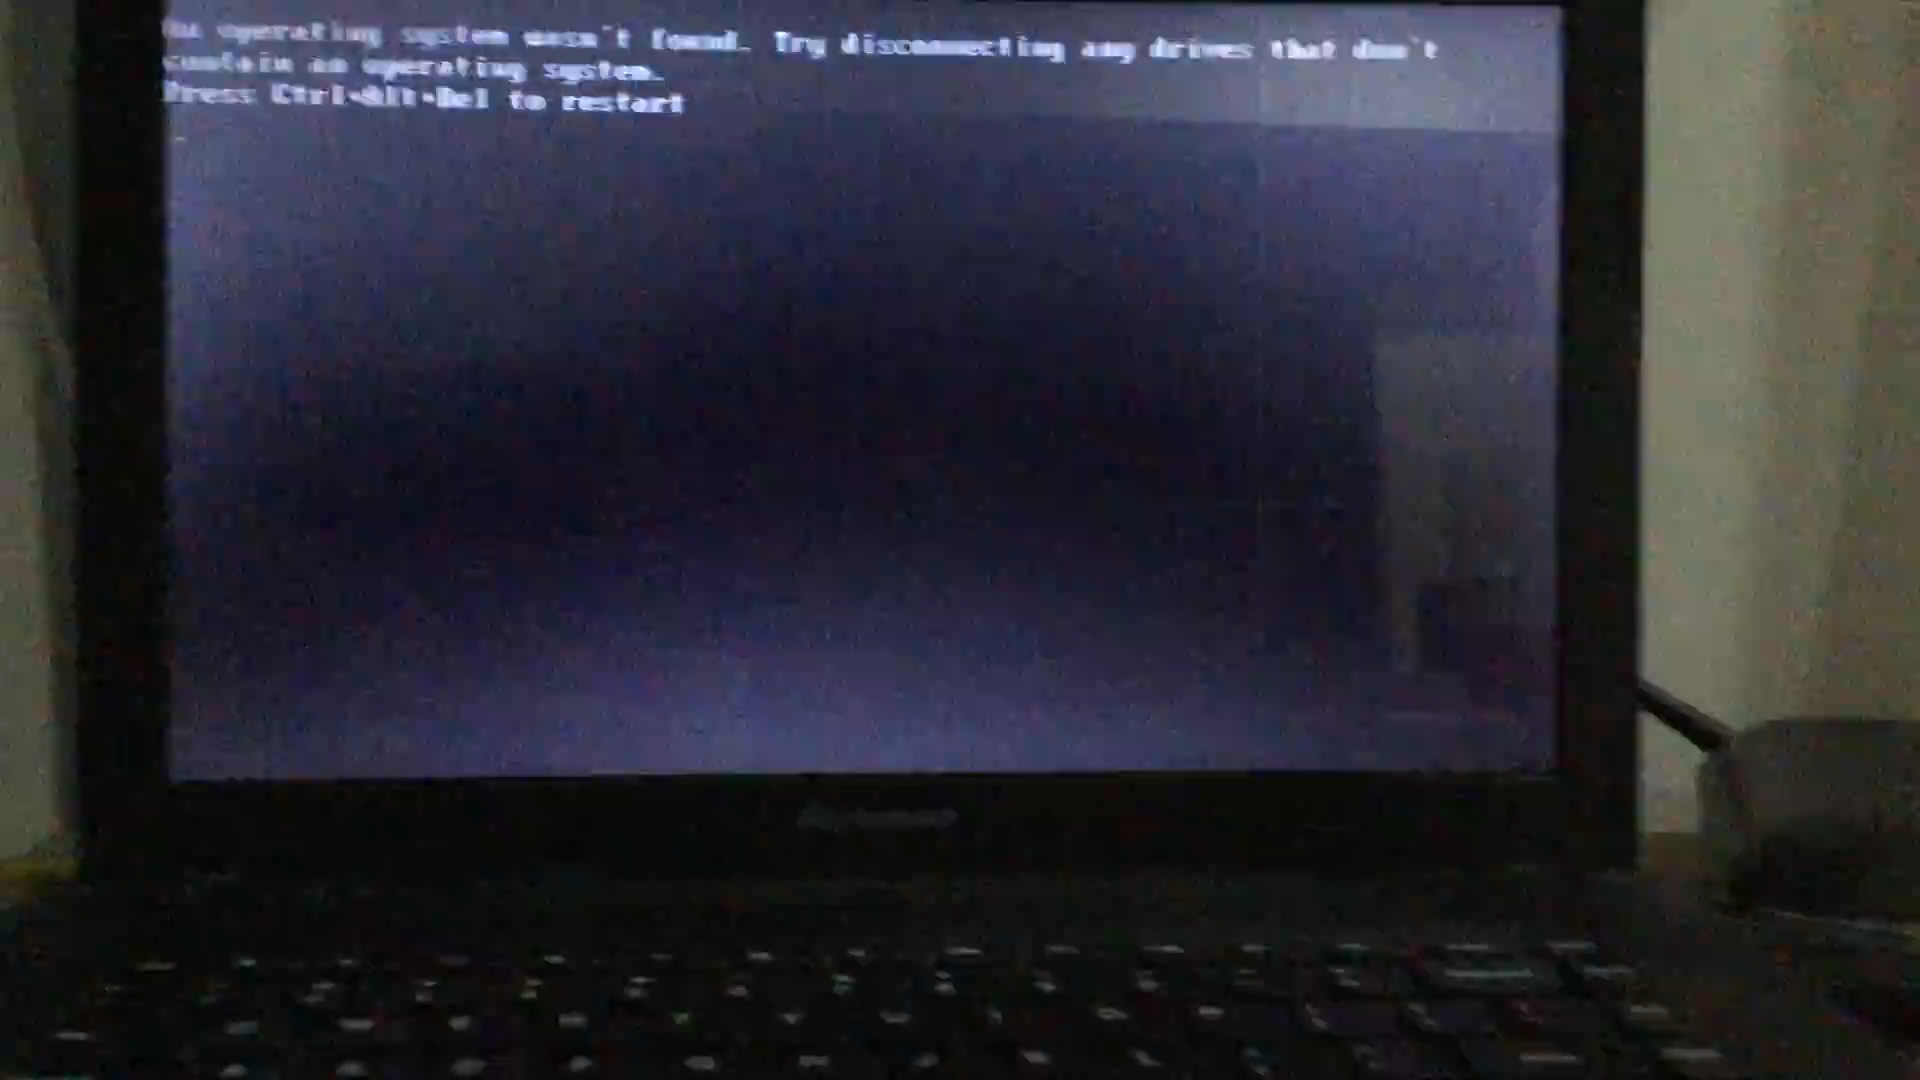 An operating system wasn't found. Try disconnecting any drives that don't
contain an operating system.
Press Ctrl+Alt+Del to restart